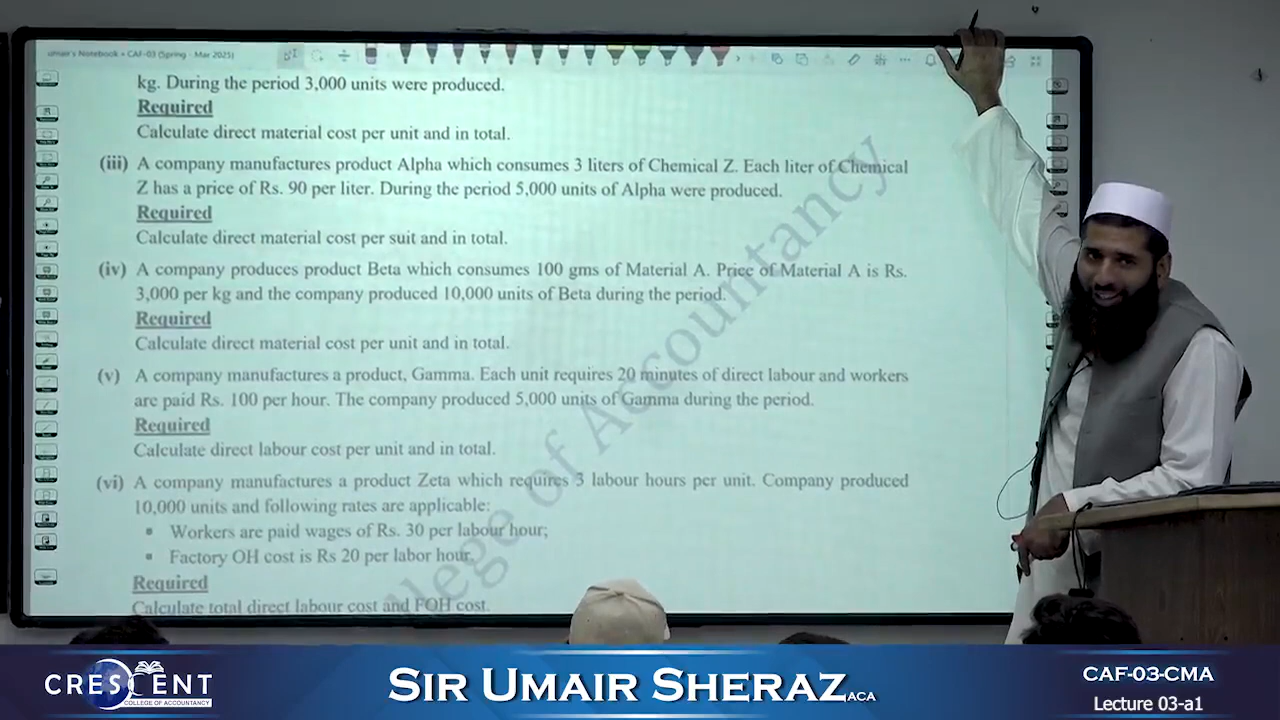 umair's Notebook • CAF-03 (Spring - Mar 2025)
kg. During the period 3,000 units were produced.
Required
Calculate direct material cost per unit and in total.
(iii) A company manufactures product Alpha which consumes 3 liters of Chemical Z. Each liter of Chemical
Z has a price of Rs. 90 per liter. During the period 5,000 units of Alpha were produced.
Required
Calculate direct material cost per suit and in total.
(iv) A company produces product Beta which consumes 100 gms of Material A. Price of Material A is Rs.
3,000 per kg and the company produced 10,000 units of Beta during the period.
Required
Calculate direct material cost per unit and in total.
(v) A company manufactures a product, Gamma. Each unit requires 20 minutes of direct labour and workers
are paid Rs. 100 per hour. The company produced 5,000 units of Gamma during the period.
Required
Calculate direct labour cost per unit and in total.
(vi) A company manufactures a product Zeta which requires 3 labour hours per unit. Company produced
10,000 units and following rates are applicable:
▪ Workers are paid wages of Rs. 30 per labour hour;
▪ Factory OH cost is Rs 20 per labor hour.
Required
Calculate total direct labour cost and FOH cost.
llege of Accountancy
CRESCENT
COLLEGE OF ACCOUNTANCY
SIR UMAIR SHERAZ ACA
CAF-03-CMA
Lecture 03-a1